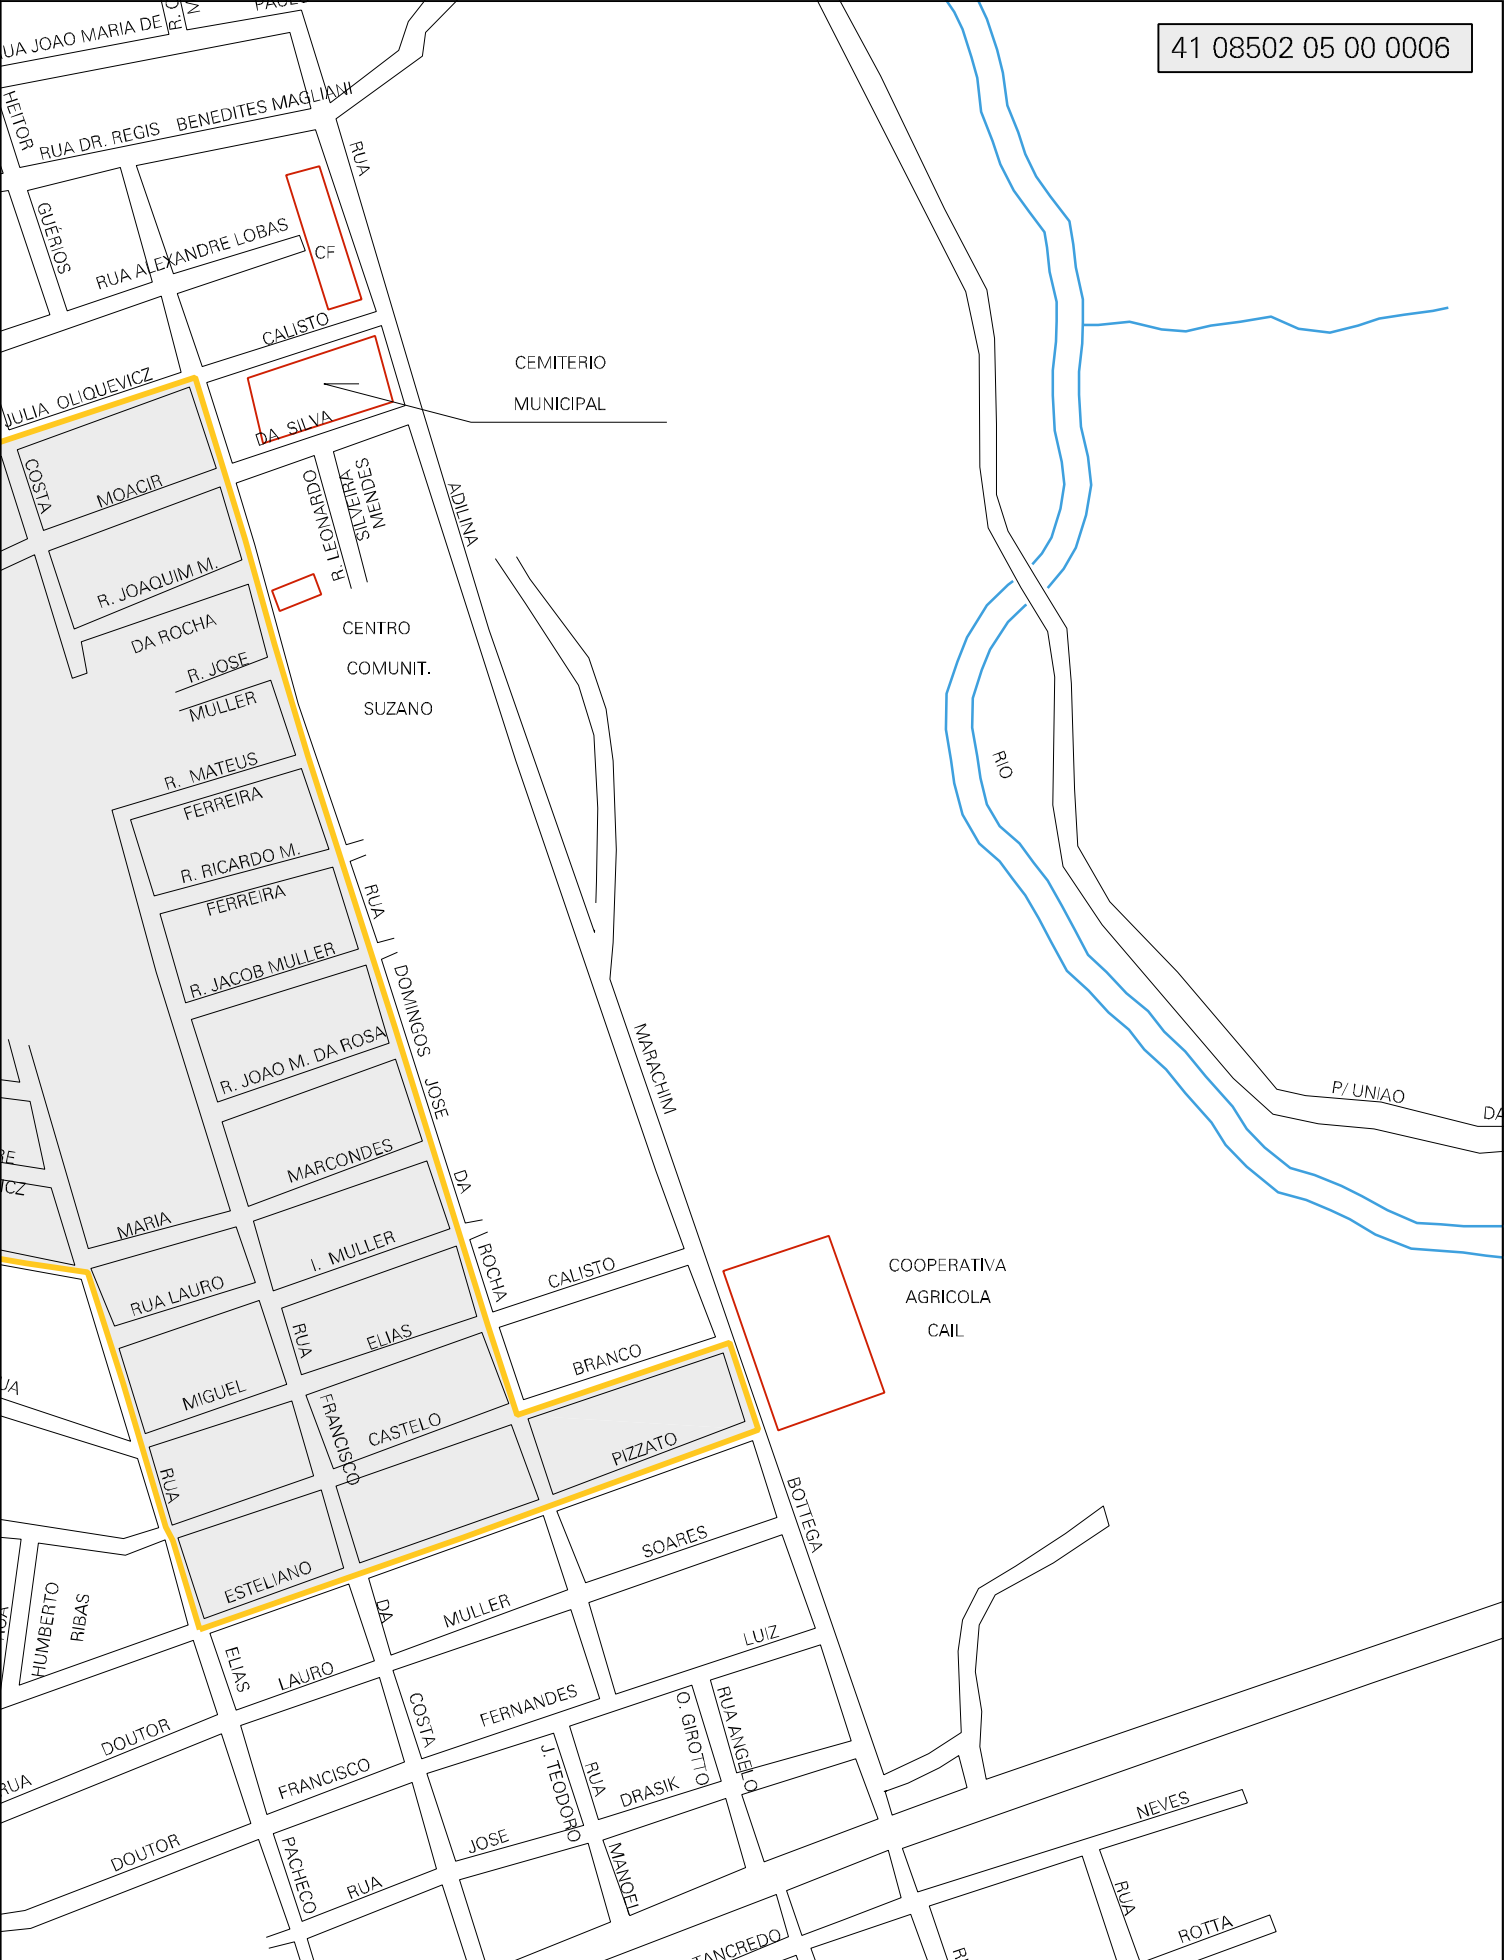 41 08502 05 00 0006
UA JOAO MARIA DE
HEITOR
RUA DR. REGIS BENEDITES MAGLIANI
RUA
GUÉRIOS
RUA ALEXANDRE LOBAS
CF
CALISTO
CEMITERIO
MUNICIPAL
JULIA OLIQUEVICZ
DA SILVA
COSTA
MOACIR
R. LEONARDO
SILVEIRA
MENDES
ADILINA
R. JOAQUIM M.
DA ROCHA
CENTRO
COMUNIT.
SUZANO
R. JOSE
MULLER
R. MATEUS
FERREIRA
RIO
R. RICARDO M.
FERREIRA
RUA
R. JACOB MULLER
DOMINGOS
R. JOAO M. DA ROSA
JOSE
MARACHIM
P/ UNIAO
DA
RE
ICZ
MARCONDES
DA
MARIA
I. MULLER
ROCHA
CALISTO
COOPERATIVA
AGRICOLA
CAIL
RUA LAURO
RUA
ELIAS
BRANCO
UA
MIGUEL
FRANCISCO
CASTELO
PIZZATO
RUA
BOTTEGA
SOARES
ESTELIANO
HUMBERTO
RIBAS
DA
MULLER
LUIZ
ELIAS
LAURO
COSTA
FERNANDES
O. GIROTTO
RUA ANGELO
DOUTOR
RUA
FRANCISCO
J. TEODORO
RUA
DRASIK
NEVES
DOUTOR
JOSE
PACHECO
RUA
MANOEL
RUA
ROTTA
TANCREDO